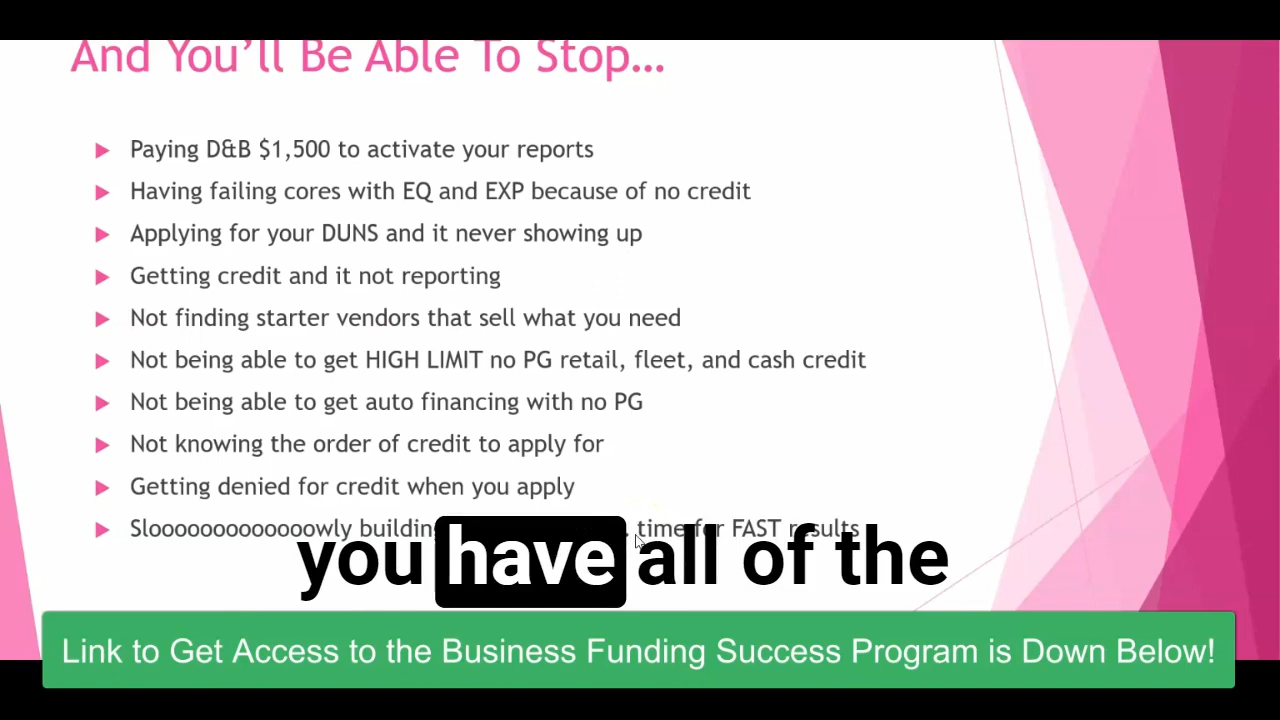 And You'll Be Able To Stop…
Paying D&B $1,500 to activate your reports
Having failing cores with EQ and EXP because of no credit
Applying for your DUNS and it never showing up
Getting credit and it not reporting
Not finding starter vendors that sell what you need
Not being able to get HIGH LIMIT no PG retail, fleet, and cash credit
Not being able to get auto financing with no PG
Not knowing the order of credit to apply for
Getting denied for credit when you apply
Slooooooooooooowly building time for FAST results
you have all of the
Link to Get Access to the Business Funding Success Program is Down Below!